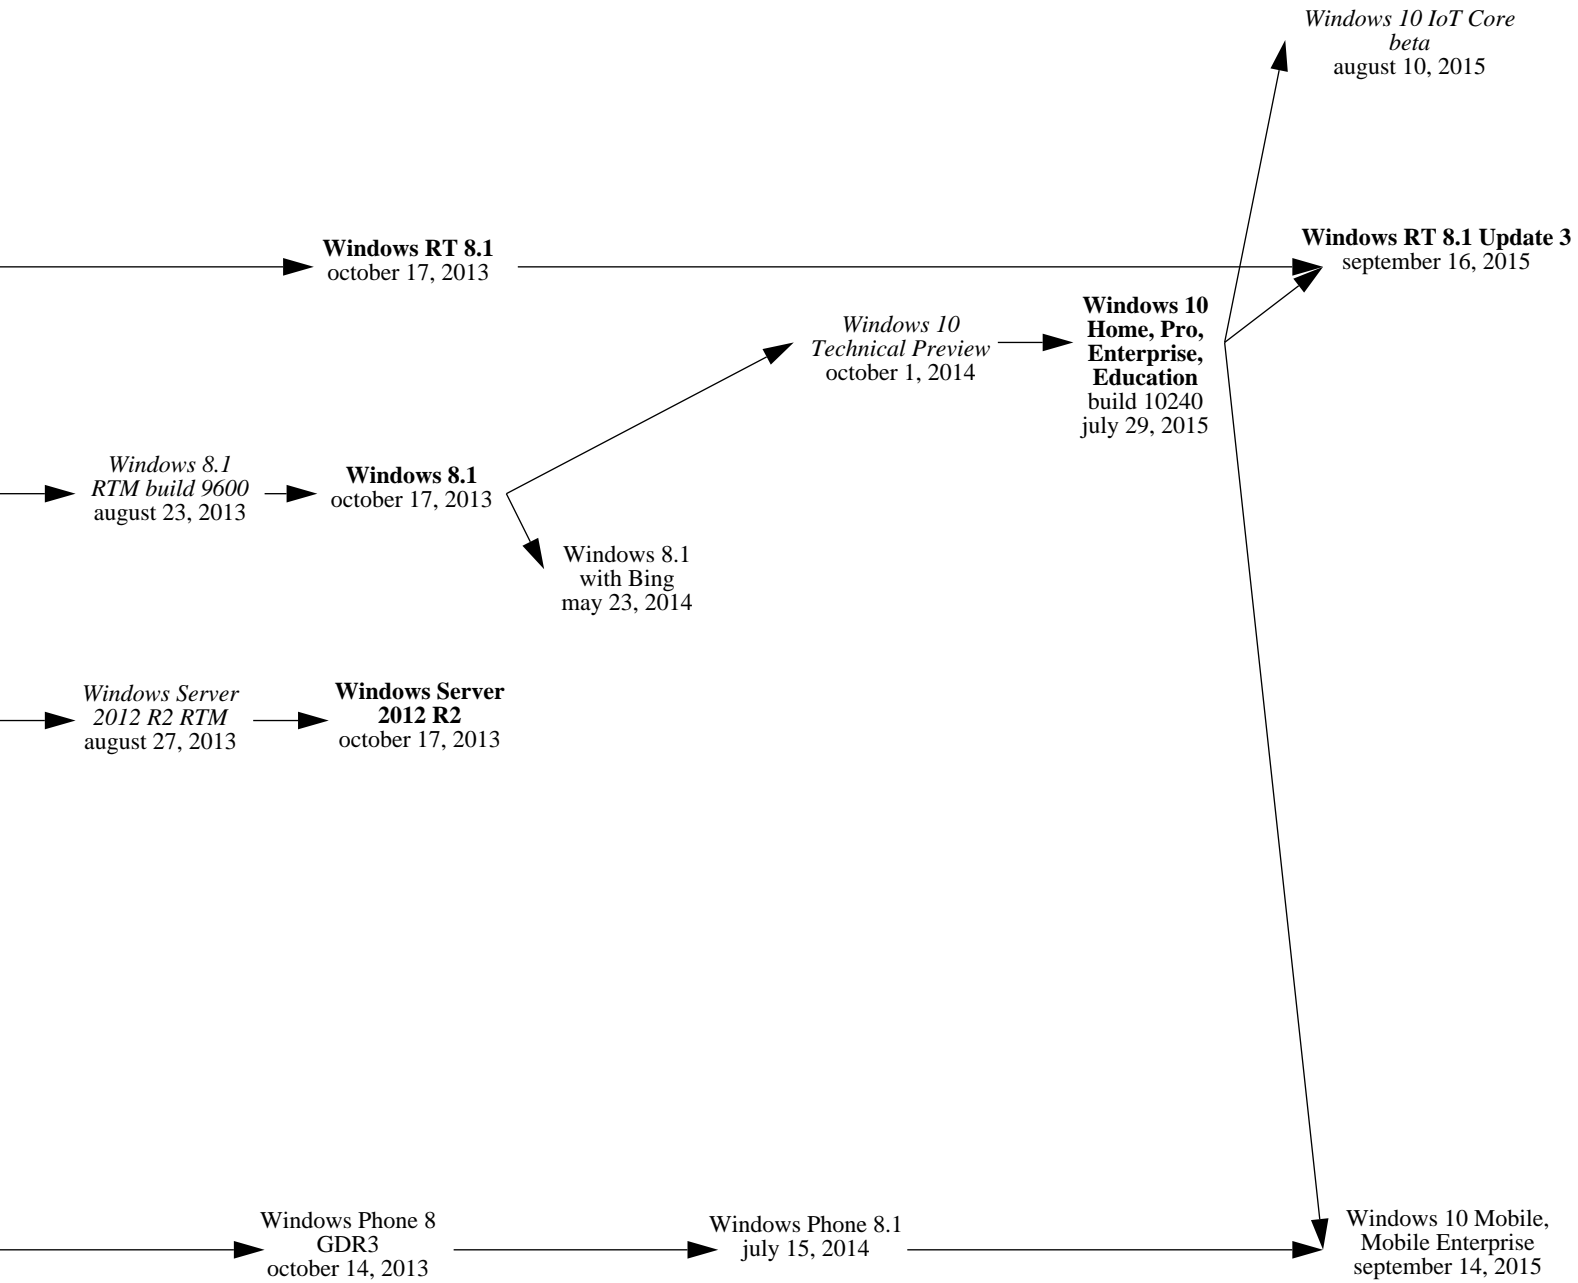 Windows 10 IoT Core
beta
august 10, 2015
Windows RT 8.1
october 17, 2013
Windows RT 8.1 Update 3
september 16, 2015
Windows 10
Technical Preview
october 1, 2014
Windows 10
Home, Pro,
Enterprise,
Education
build 10240
july 29, 2015
Windows 8.1
RTM build 9600
august 23, 2013
Windows 8.1
october 17, 2013
Windows 8.1
with Bing
may 23, 2014
Windows Server
2012 R2 RTM
august 27, 2013
Windows Server
2012 R2
october 17, 2013
Windows Phone 8
GDR3
october 14, 2013
Windows Phone 8.1
july 15, 2014
Windows 10 Mobile,
Mobile Enterprise
september 14, 2015